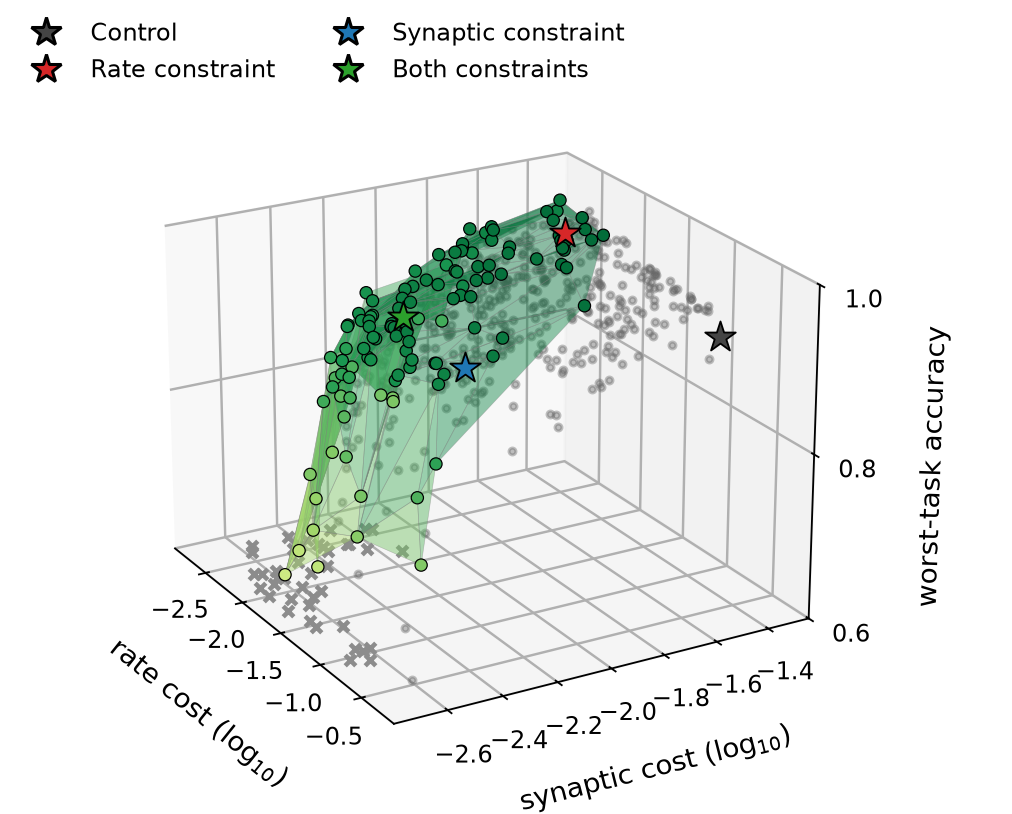 Control
Rate constraint
Synaptic constraint
Both constraints
1.0
0.8
0.6
worst-task accuracy
−2.5
−2.0
−1.5
−1.0
−0.5
rate cost (log₁₀)
−2.6
−2.4
−2.2
−2.0
−1.8
−1.6
−1.4
synaptic cost (log₁₀)